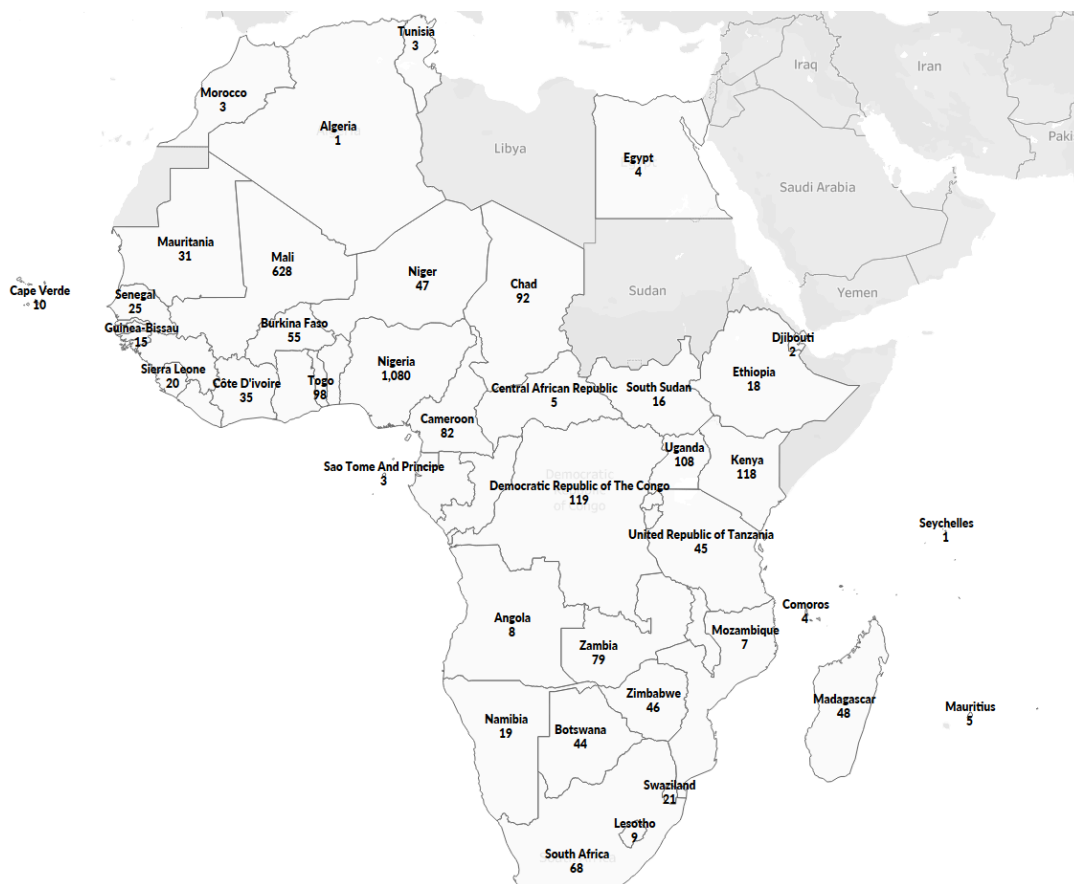 Tunisia
3
Iraq
Iran
Morocco
3
Algeria
1
Libya
Egypt
4
Paki
Saudi Arabia
Mauritania
31
Mali
628
Niger
47
Chad
92
Sudan
Yemen
Cape Verde
10
Senegal
25
Guinea-Bissau
15
Burkina Faso
55
Djibouti
2
Sierra Leone
20
Côte D'ivoire
35
Togo
98
Nigeria
1,080
Central African Republic
5
South Sudan
16
Ethiopia
18
Cameroon
82
Uganda
108
Kenya
118
Sao Tome And Principe
3
Democratic Republic of The Congo
119
United Republic of Tanzania
45
Seychelles
1
Angola
8
Zambia
79
Mozambique
7
Comoros
4
Namibia
19
Botswana
44
Zimbabwe
46
Madagascar
48
Mauritius
5
Swaziland
21
Lesotho
9
South Africa
68